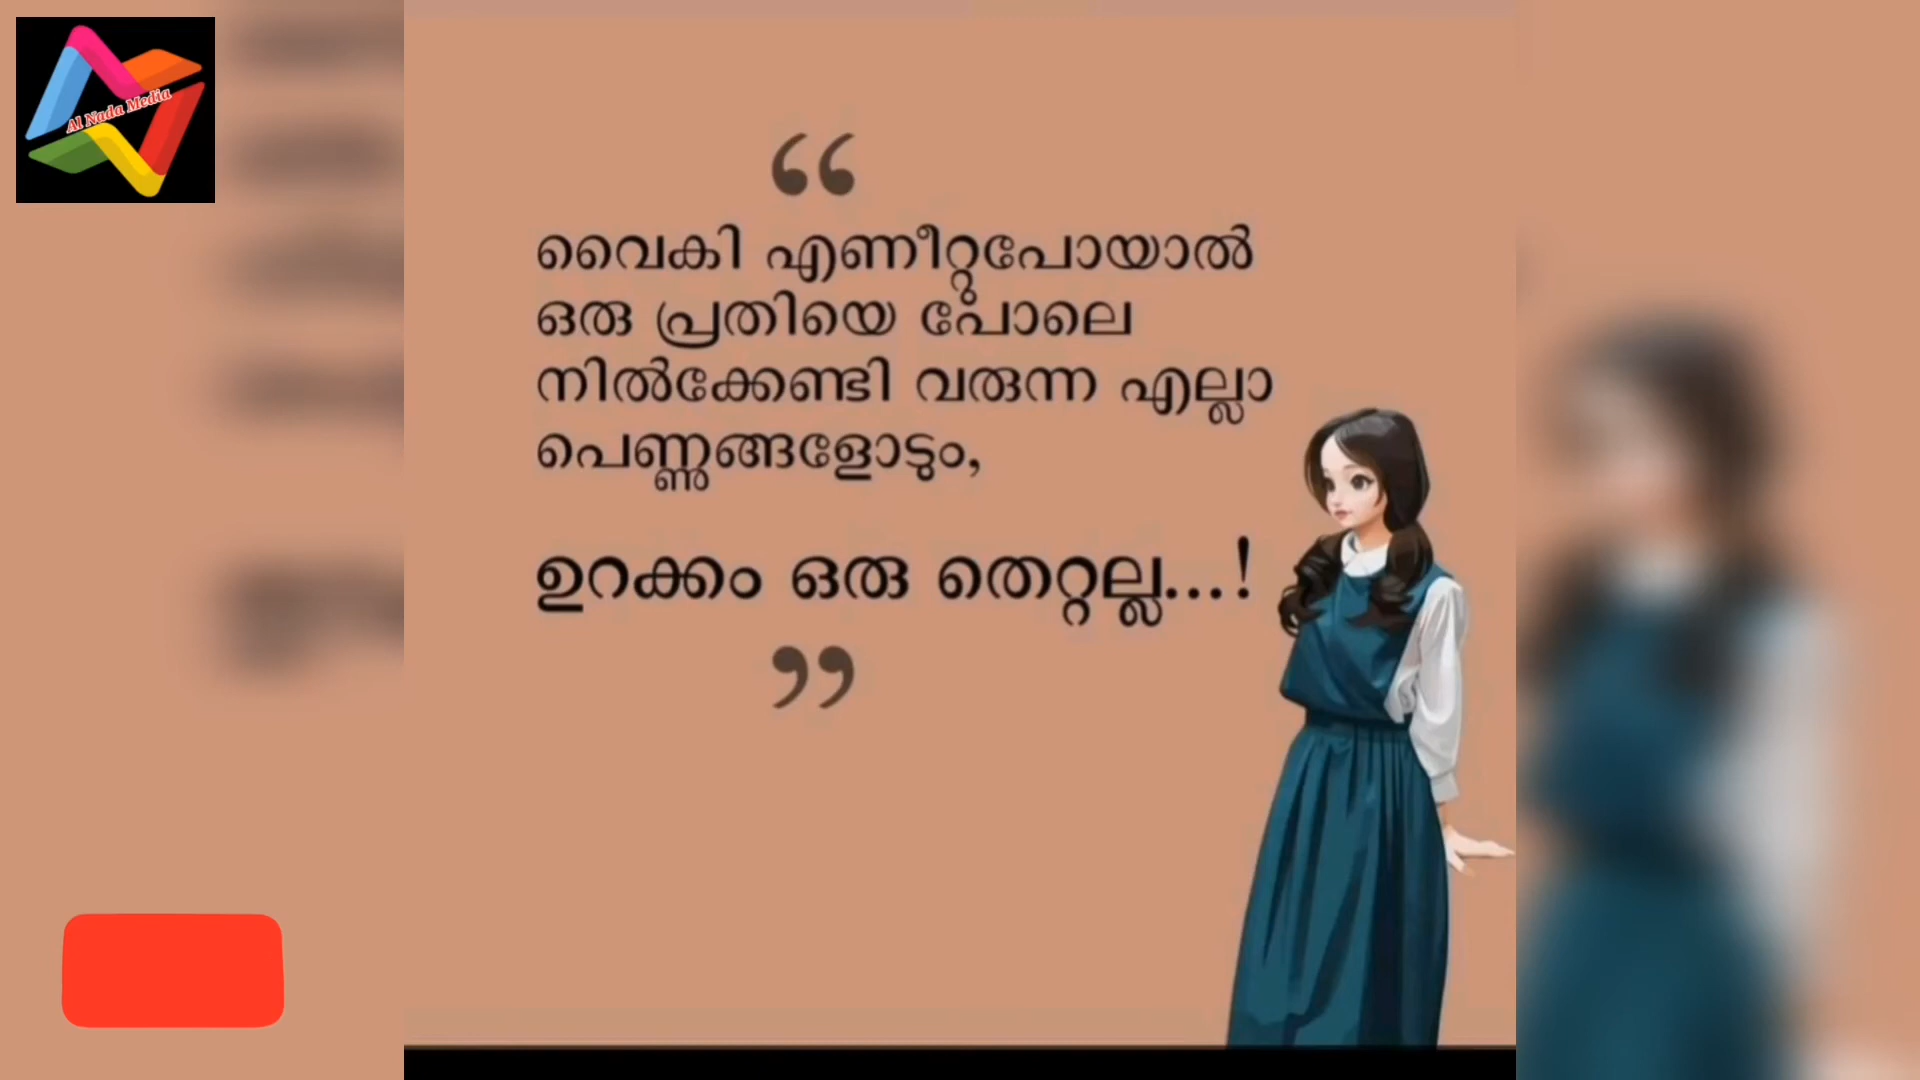 Al Nada Media
“
വൈകി എണീറ്റുപോയാൽ
ഒരു പ്രതിയെ പോലെ
നിൽക്കേണ്ടി വരുന്ന എല്ലാ
പെണ്ണുങ്ങളോടും,
ഉറക്കം ഒരു തെറ്റല്ല...!
”